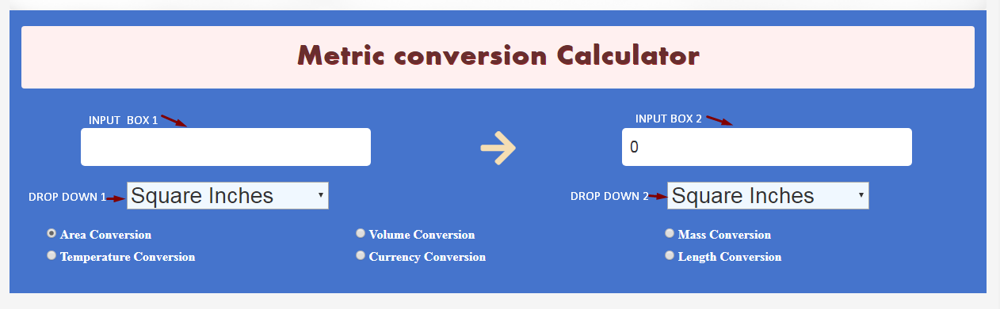 Metric conversion Calculator
INPUT BOX 1
INPUT BOX 2
0
DROP DOWN 1
Square Inches
DROP DOWN 2
Square Inches
Area Conversion
Volume Conversion
Mass Conversion
Temperature Conversion
Currency Conversion
Length Conversion